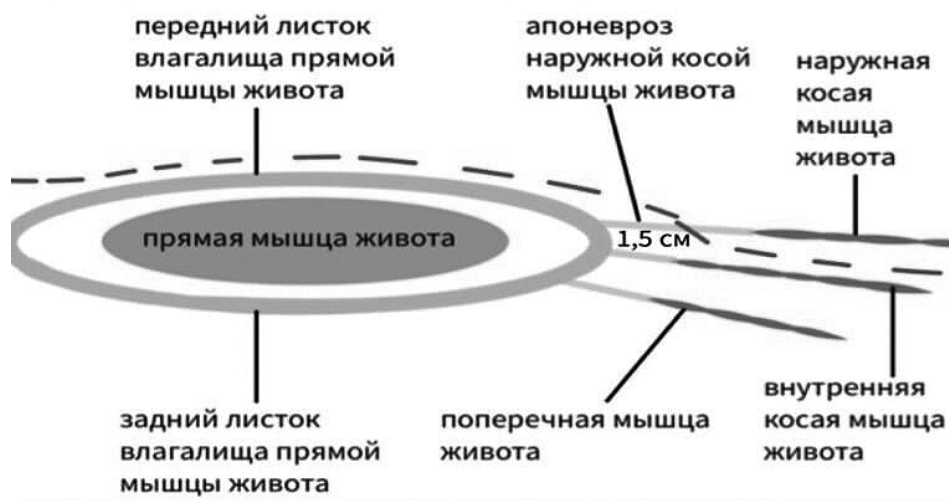 передний листок
влагалища прямой
мышцы живота
апоневроз
наружной косой
мышцы живота
наружная
косая
мышца
живота
прямая мышца живота
1,5 см
задний листок
влагалища прямой
мышцы живота
поперечная мышца
живота
внутренняя
косая мышца
живота